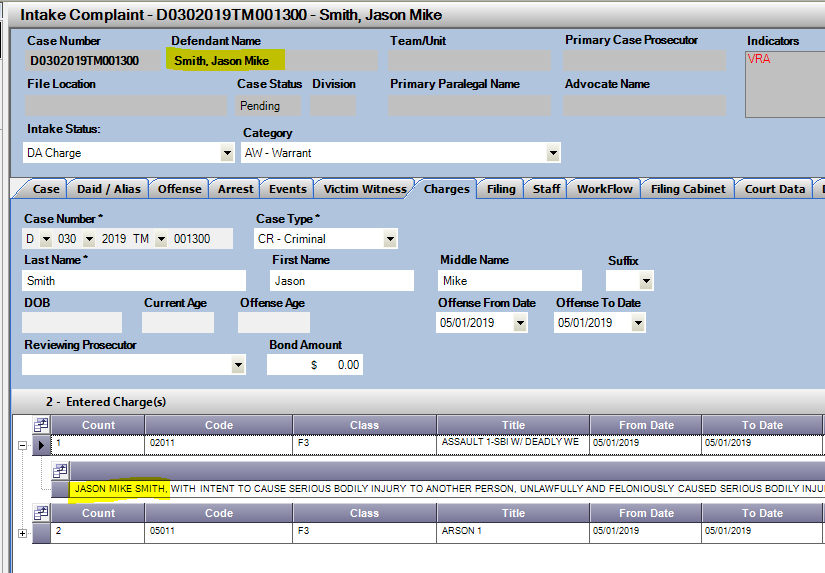 Intake Complaint - D0302019TM001300 - Smith, Jason Mike
Case Number Defendant Name Team/Unit Primary Case Prosecutor Indicators
D0302019TM001300 Smith, Jason Mike VRA
File Location Case Status Division Primary Paralegal Name Advocate Name
Pending
Intake Status: Category
DA Charge AW - Warrant
Case Daid / Alias Offense Arrest Events Victim Witness Charges Filing Staff WorkFlow Filing Cabinet Court Data
Case Number * Case Type *
D 030 2019 TM 001300 CR - Criminal
Last Name * First Name Middle Name Suffix
Smith Jason Mike
DOB Current Age Offense Age Offense From Date Offense To Date
05/01/2019 05/01/2019
Reviewing Prosecutor Bond Amount
$ 0.00
2 - Entered Charge(s)
Count Code Class Title From Date To Date
1 02011 F3 ASSAULT 1-SBI W/ DEADLY WE 05/01/2019 05/01/2019
JASON MIKE SMITH, WITH INTENT TO CAUSE SERIOUS BODILY INJURY TO ANOTHER PERSON, UNLAWFULLY AND FELONIOUSLY CAUSED SERIOUS BODILY INJU
Count Code Class Title From Date To Date
2 05011 F3 ARSON 1 05/01/2019 05/01/2019